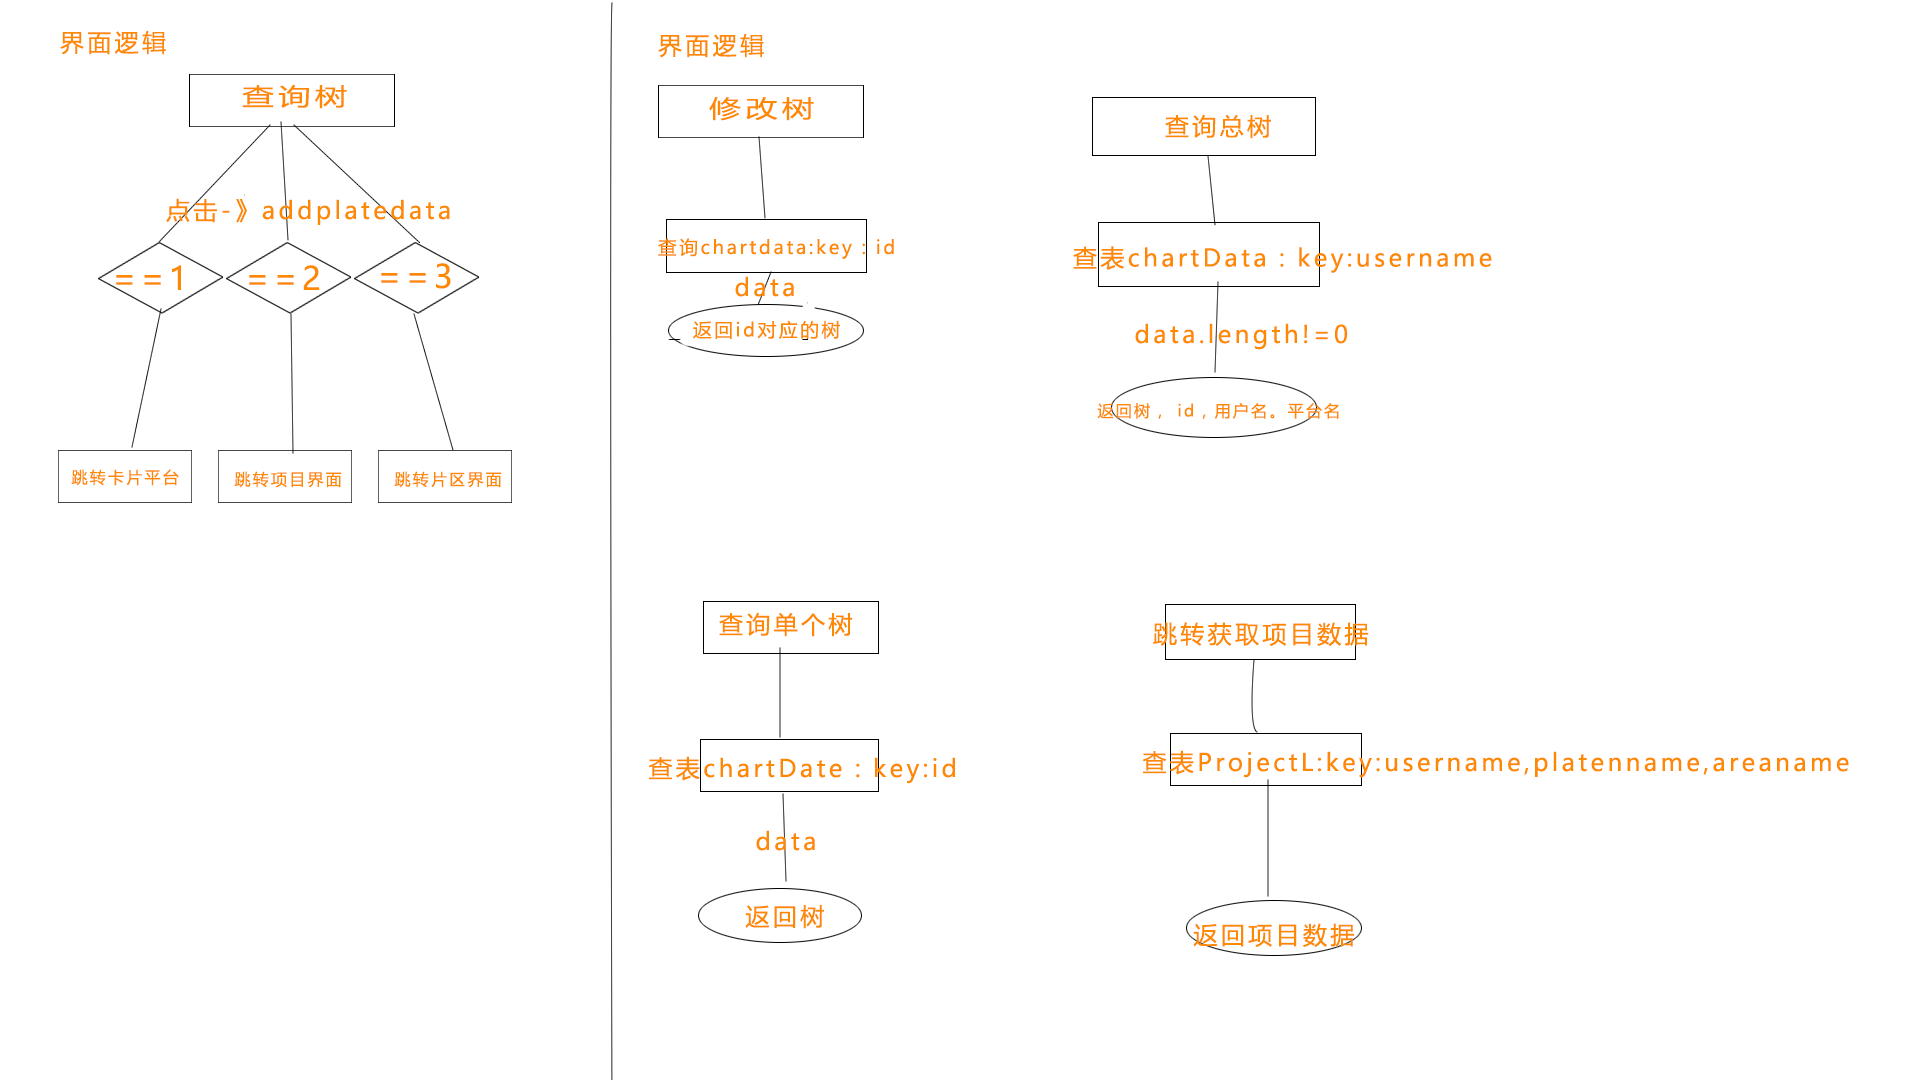 界面逻辑
查询树
点击-》addplatedata
==1
==2
==3
跳转卡片平台
跳转项目界面
跳转片区界面
界面逻辑
修改树
查询chartdata:key：id
data
返回id对应的树
查询总树
查表chartData：key:username
data.length!=0
返回树， id，用户名。平台名
查询单个树
查表chartDate：key:id
data
返回树
跳转获取项目数据
查表ProjectL:key:username,platenname,areaname
返回项目数据